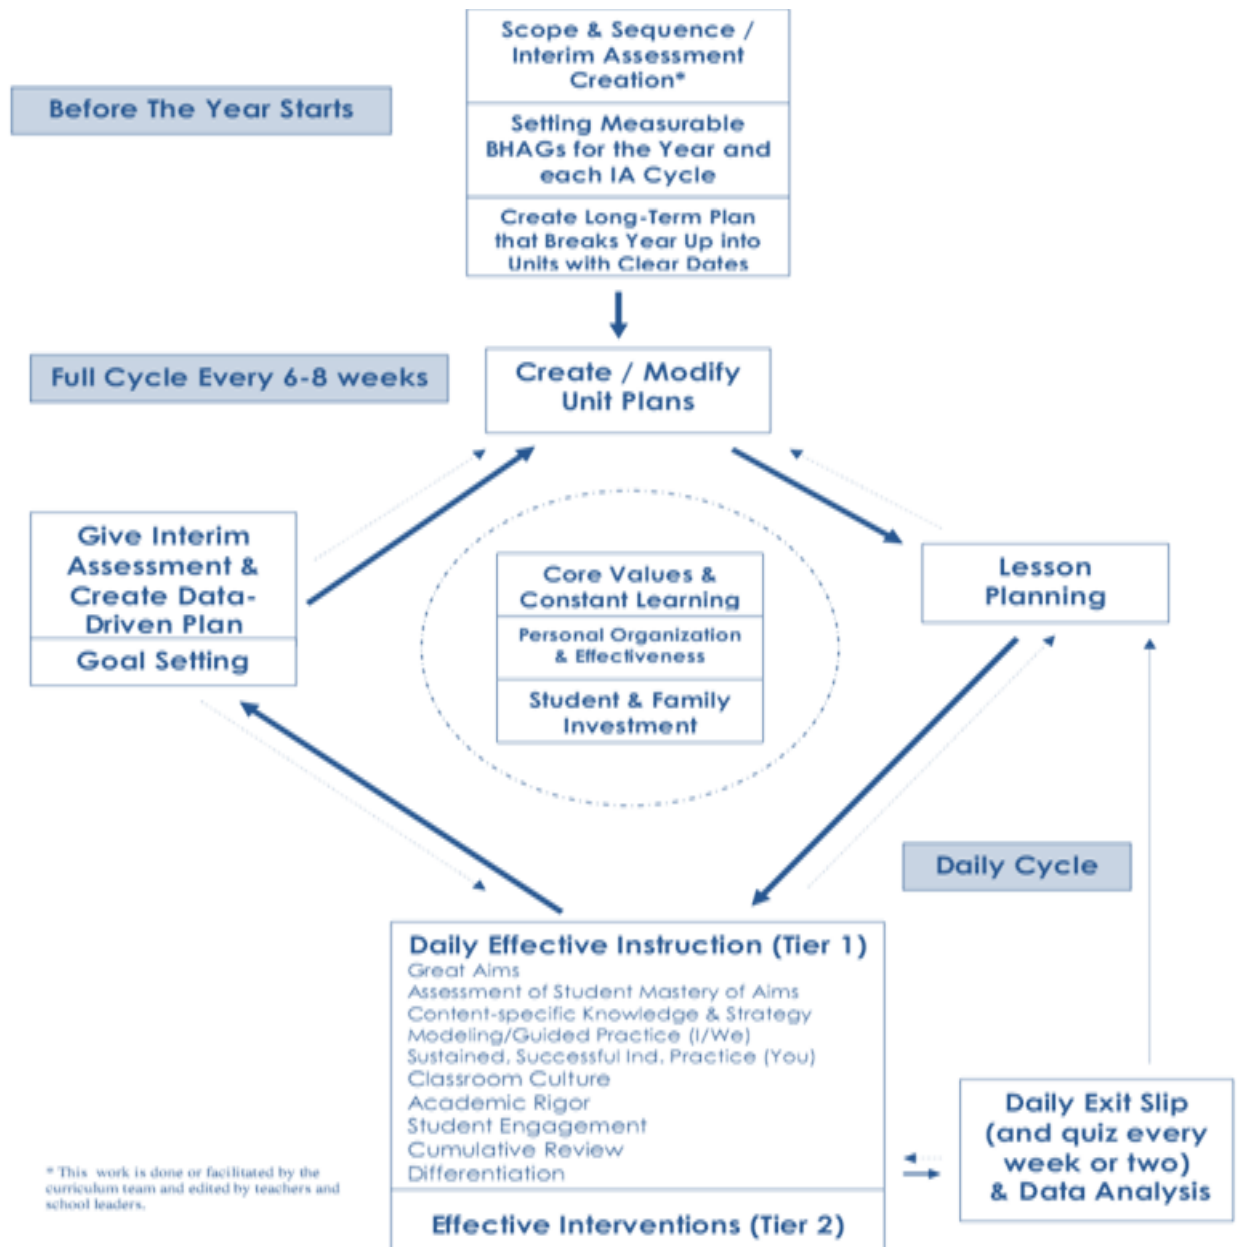 Scope & Sequence /
Interim Assessment
Creation*
Before The Year Starts
Setting Measurable
BHAGs for the Year and
each IA Cycle
Create Long-Term Plan
that Breaks Year Up into
Units with Clear Dates
Full Cycle Every 6-8 weeks
Create / Modify
Unit Plans
Give Interim
Assessment &
Create Data-
Driven Plan
Goal Setting
Core Values &
Constant Learning
Personal Organization
& Effectiveness
Student & Family
Investment
Lesson
Planning
Daily Cycle
Daily Effective Instruction (Tier 1)
Great Aims
Assessment of Student Mastery of Aims
Content-specific Knowledge & Strategy
Modeling/Guided Practice (I/We)
Sustained, Successful Ind. Practice (You)
Classroom Culture
Academic Rigor
Student Engagement
Cumulative Review
Differentiation
Effective Interventions (Tier 2)
Daily Exit Slip
(and quiz every
week or two)
& Data Analysis
* This work is done or facilitated by the
curriculum team and edited by teachers and
school leaders.